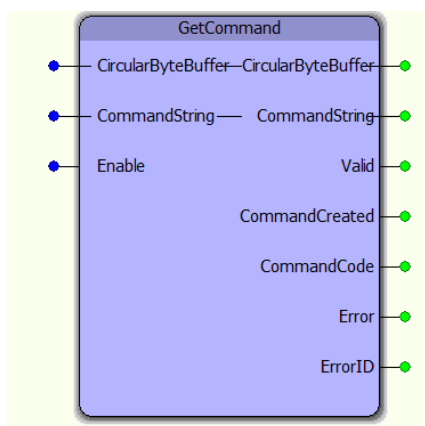 GetCommand
CircularByteBuffer CircularByteBuffer
CommandString CommandString
Enable Valid
CommandCreated
CommandCode
Error
ErrorID